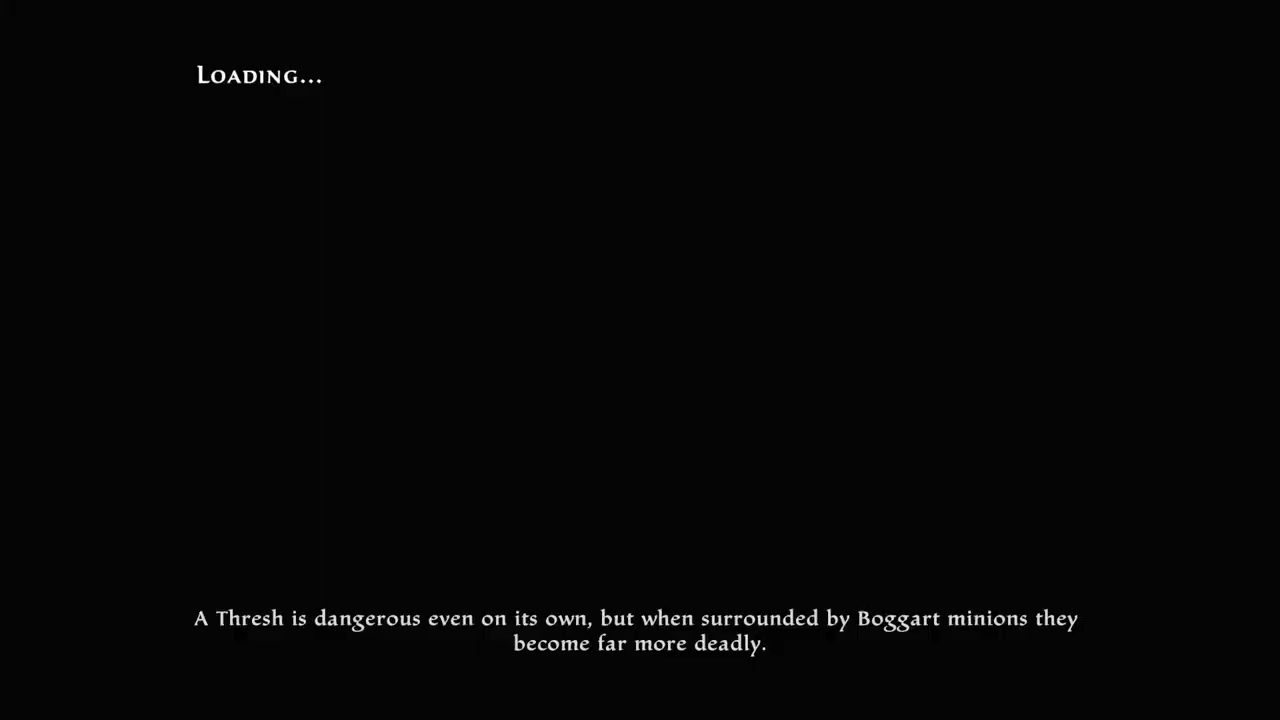 Loading...
A Thresh is dangerous even on its own, but when surrounded by Boggart minions they
become far more deadly.